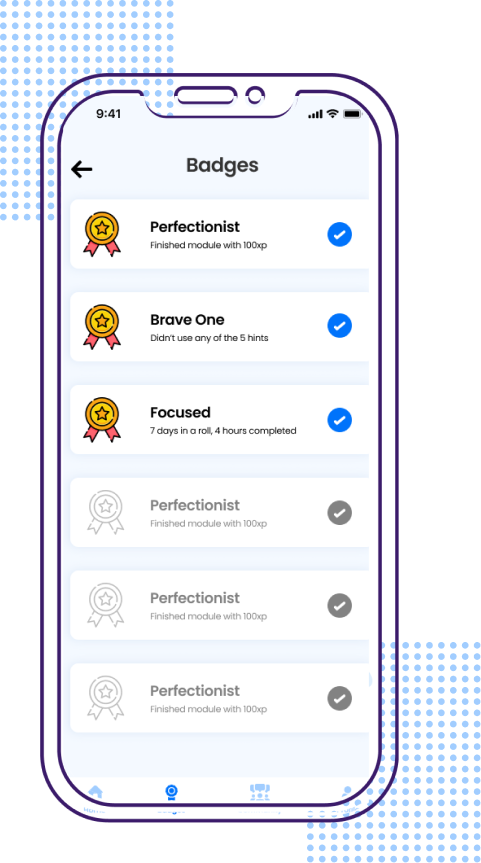 9:41
Badges
Perfectionist
Finished module with 100xp
Brave One
Didn't use any of the 5 hints
Focused
7 days in a roll, 4 hours completed
Perfectionist
Finished module with 100xp
Perfectionist
Finished module with 100xp
Perfectionist
Finished module with 100xp